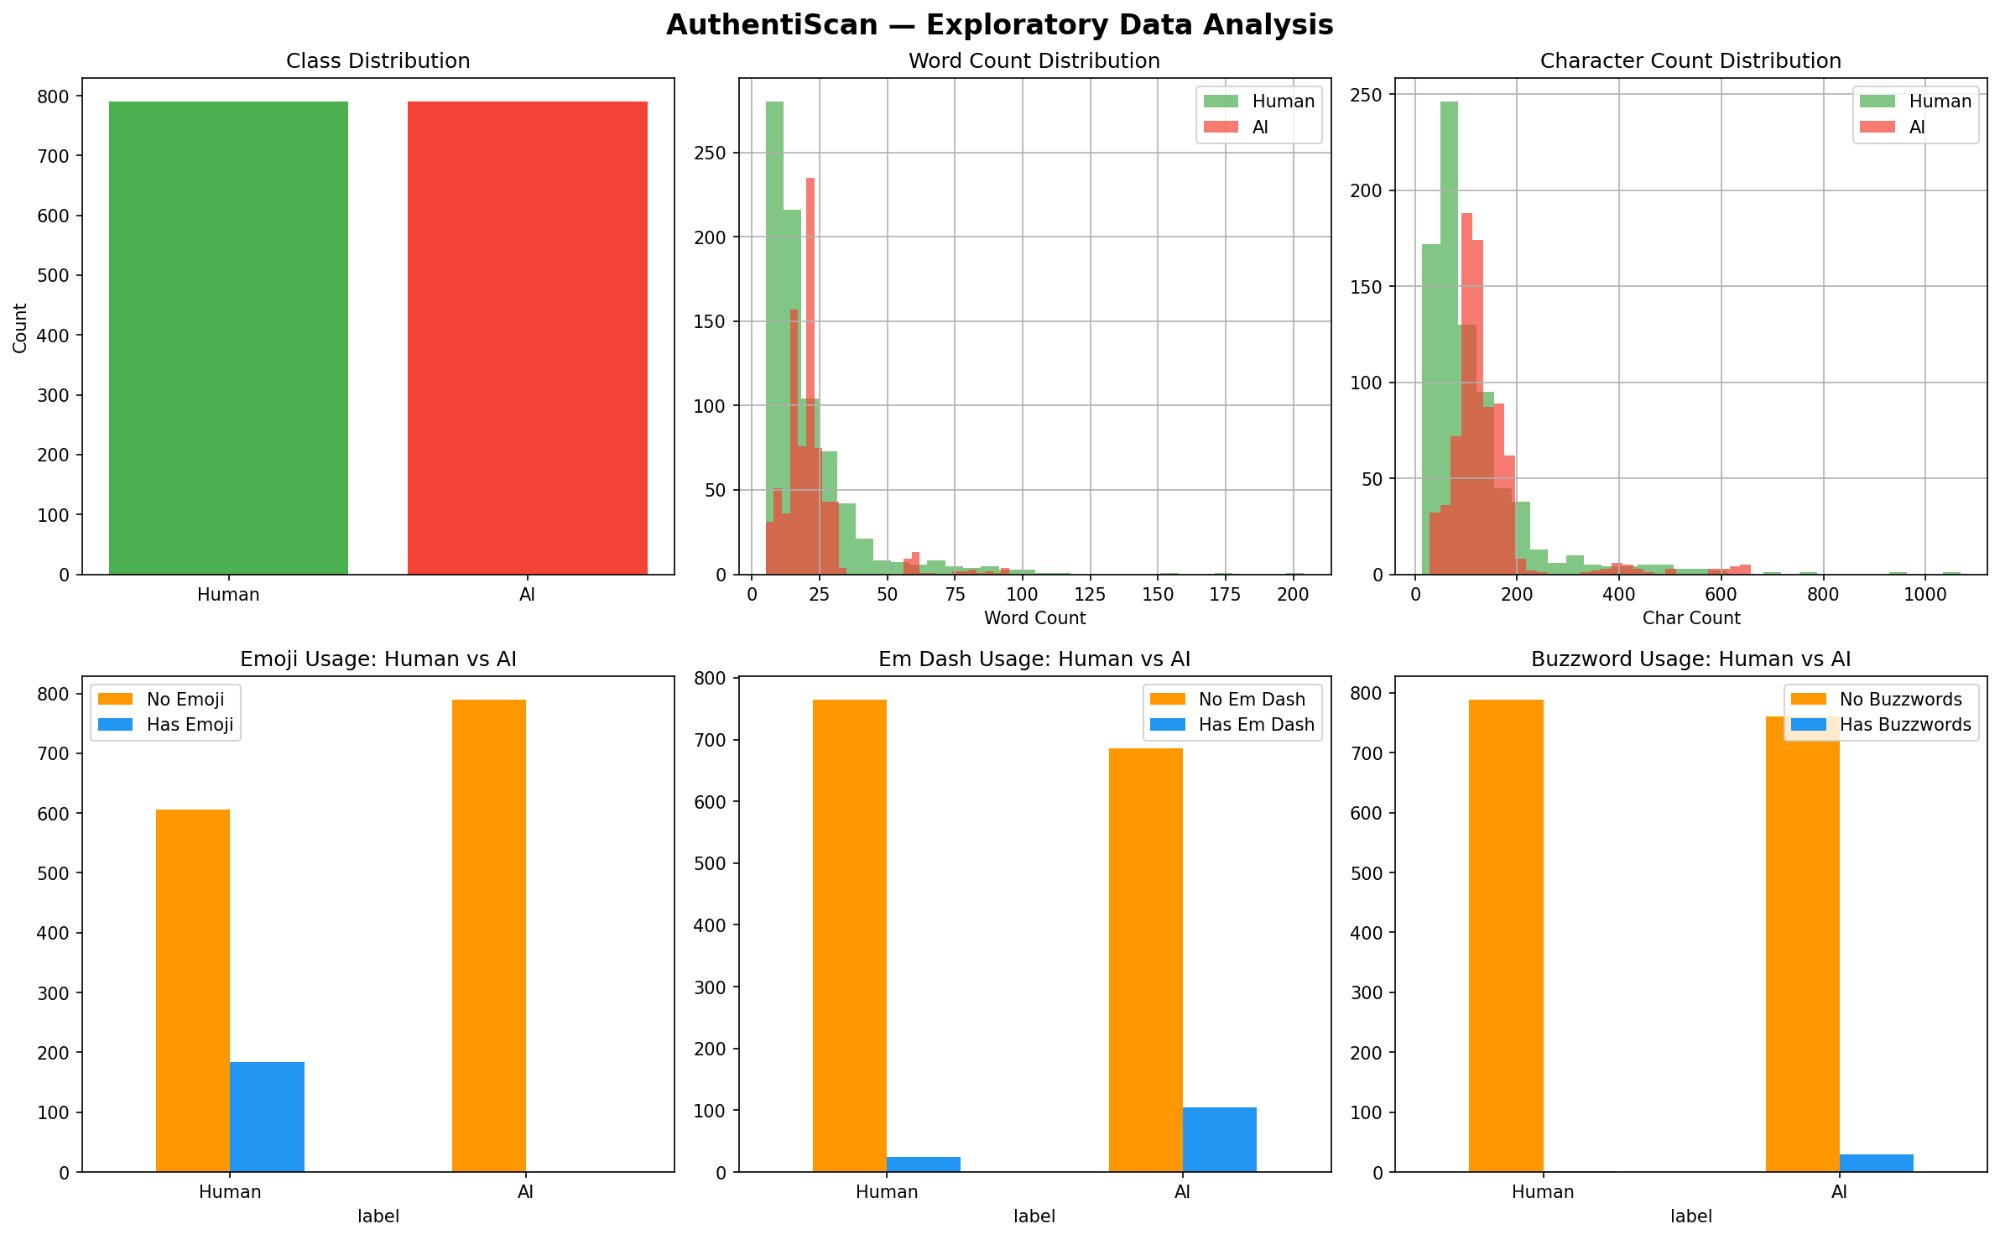 AuthentiScan — Exploratory Data Analysis
Class Distribution
Count
800
700
600
500
400
300
200
100
0
Human
AI
Word Count Distribution
Human
AI
250
200
150
100
50
0
0 25 50 75 100 125 150 175 200
Word Count
Character Count Distribution
Human
AI
250
200
150
100
50
0
0 200 400 600 800 1000
Char Count
Emoji Usage: Human vs AI
No Emoji
Has Emoji
800
700
600
500
400
300
200
100
0
Human AI
label
Em Dash Usage: Human vs AI
No Em Dash
Has Em Dash
800
700
600
500
400
300
200
100
0
Human AI
label
Buzzword Usage: Human vs AI
No Buzzwords
Has Buzzwords
800
700
600
500
400
300
200
100
0
Human AI
label